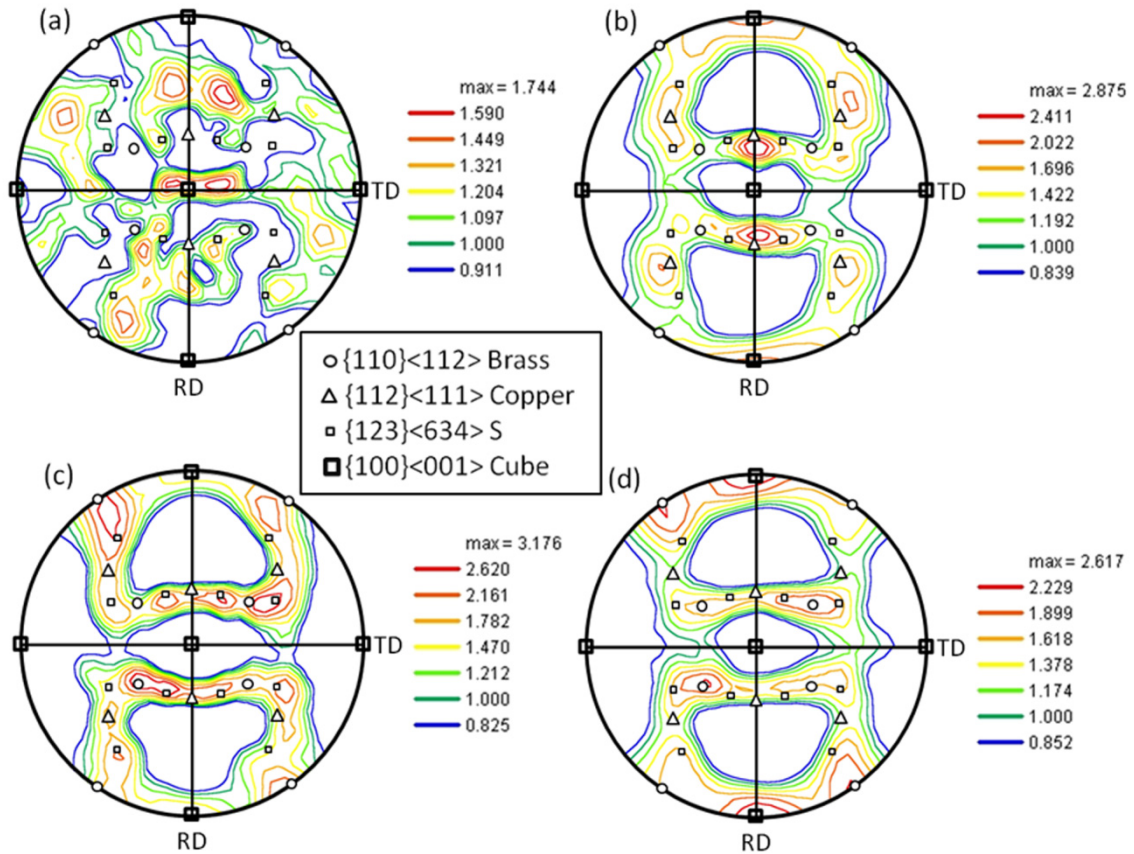 (a)
max = 1.744
1.590
1.449
1.321
1.204
1.097
1.000
0.911
TD
RD
(b)
max = 2.875
2.411
2.022
1.696
1.422
1.192
1.000
0.839
TD
RD
{110}<112> Brass
{112}<111> Copper
{123}<634> S
{100}<001> Cube
(c)
max = 3.176
2.620
2.161
1.782
1.470
1.212
1.000
0.825
TD
RD
(d)
max = 2.617
2.229
1.899
1.618
1.378
1.174
1.000
0.852
TD
RD